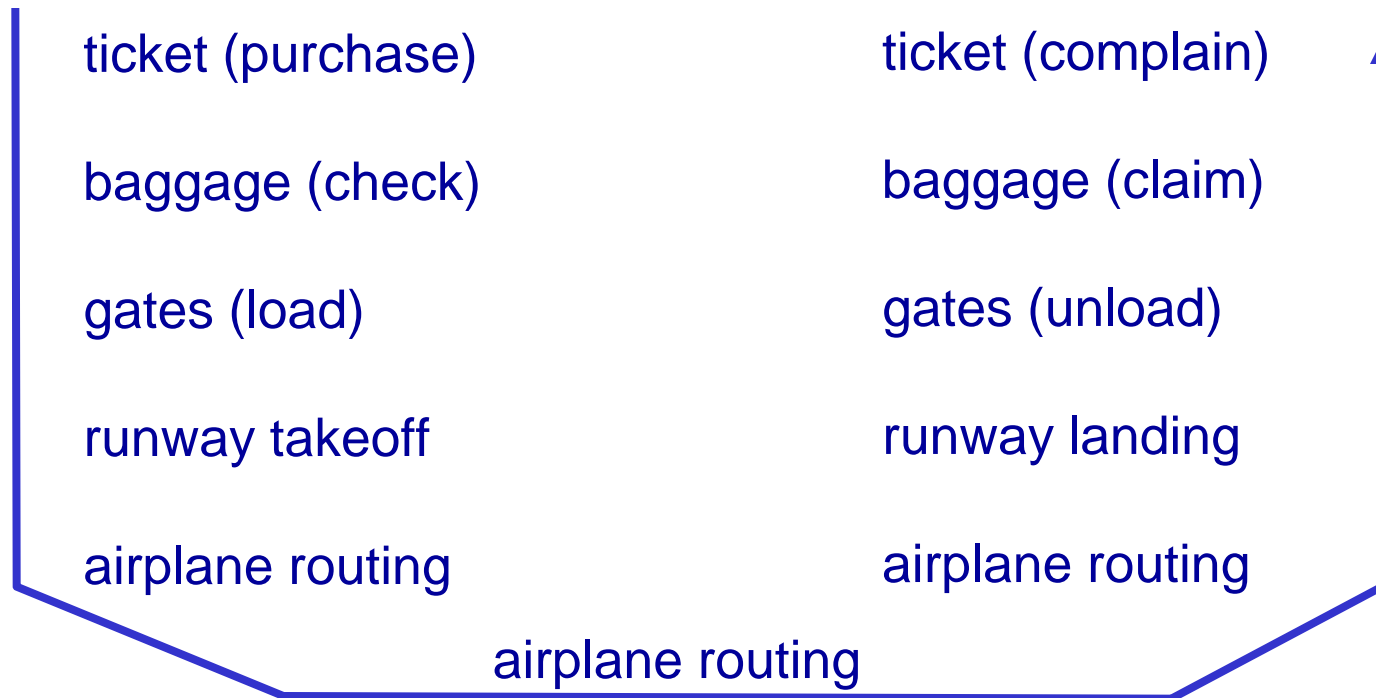 ticket (purchase)
ticket (complain)
baggage (check)
baggage (claim)
gates (load)
gates (unload)
runway takeoff
runway landing
airplane routing
airplane routing
airplane routing